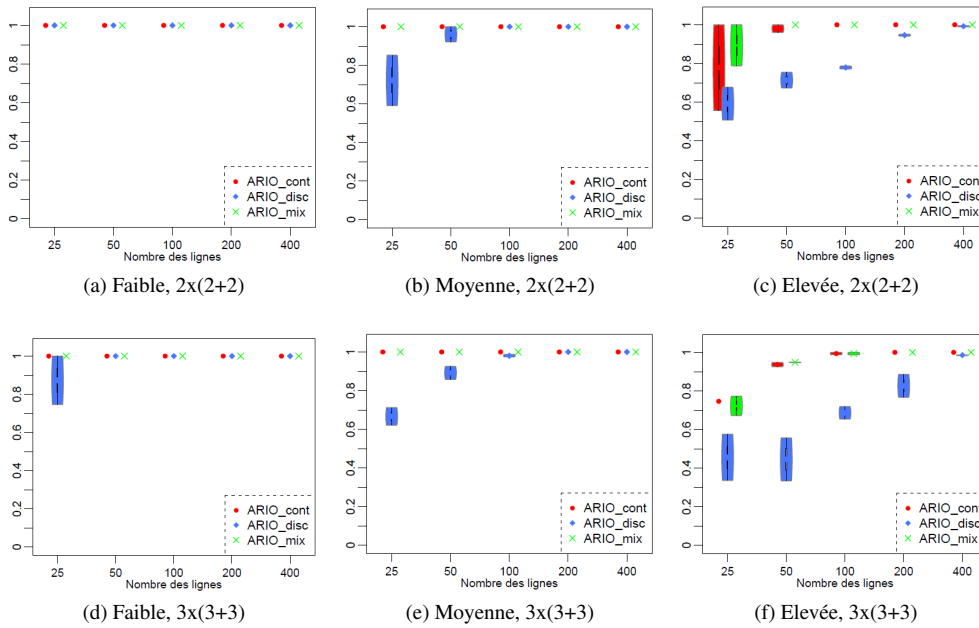 1
0.8
0.6
0.4
0.2
0
ARIO_cont
ARIO_disc
ARIO_mix
25 50 100 200 400
Nombre des lignes
(a) Faible, 2x(2+2)
1
0.8
0.6
0.4
0.2
0
ARIO_cont
ARIO_disc
ARIO_mix
25 50 100 200 400
Nombre des lignes
(b) Moyenne, 2x(2+2)
1
0.8
0.6
0.4
0.2
0
ARIO_cont
ARIO_disc
ARIO_mix
25 50 100 200 400
Nombre des lignes
(c) Elevée, 2x(2+2)
1
0.8
0.6
0.4
0.2
0
ARIO_cont
ARIO_disc
ARIO_mix
25 50 100 200 400
Nombre des lignes
(d) Faible, 3x(3+3)
1
0.8
0.6
0.4
0.2
0
ARIO_cont
ARIO_disc
ARIO_mix
25 50 100 200 400
Nombre des lignes
(e) Moyenne, 3x(3+3)
1
0.8
0.6
0.4
0.2
0
ARIO_cont
ARIO_disc
ARIO_mix
25 50 100 200 400
Nombre des lignes
(f) Elevée, 3x(3+3)